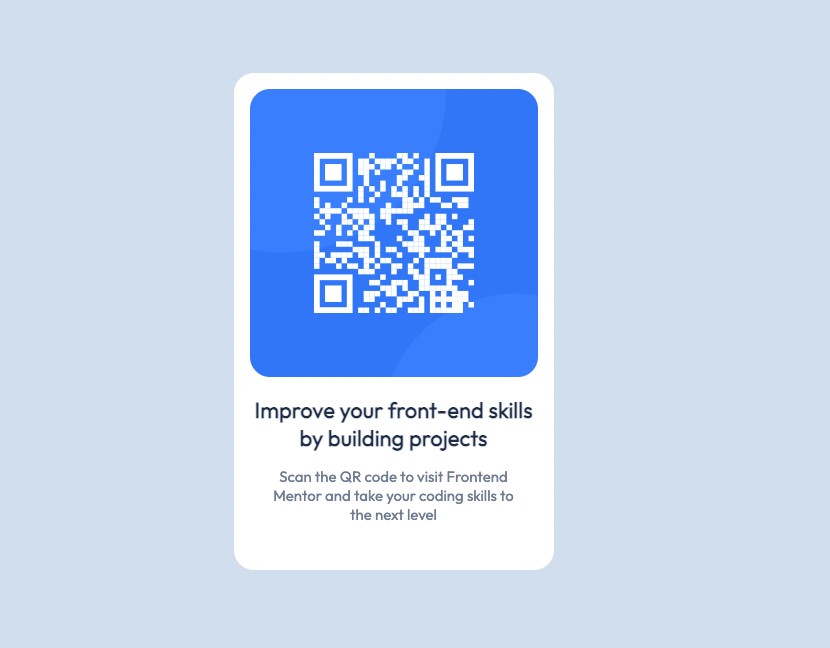 Improve your front-end skills
by building projects
Scan the QR code to visit Frontend
Mentor and take your coding skills to
the next level